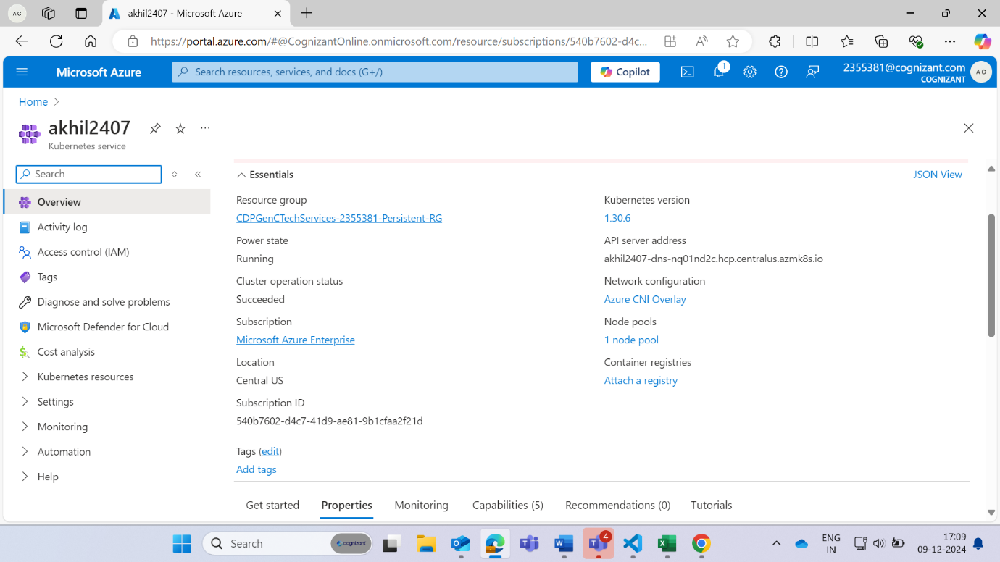 AC
akhil2407 - Microsoft Azure
https://portal.azure.com/#@CognizantOnline.onmicrosoft.com/resource/subscriptions/540b7602-d4c...
Microsoft Azure
Search resources, services, and docs (G+/)
Copilot
1
2355381@cognizant.com
COGNIZANT
AC
Home
akhil2407
Kubernetes service
Search
Overview
Activity log
Access control (IAM)
Tags
Diagnose and solve problems
Microsoft Defender for Cloud
Cost analysis
Kubernetes resources
Settings
Monitoring
Automation
Help
Essentials
JSON View
Resource group
CDPGenCTechServices-2355381-Persistent-RG
Power state
Running
Cluster operation status
Succeeded
Subscription
Microsoft Azure Enterprise
Location
Central US
Subscription ID
540b7602-d4c7-41d9-ae81-9b1cfaa2f21d
Kubernetes version
1.30.6
API server address
akhil2407-dns-nq01nd2c.hcp.centralus.azmk8s.io
Network configuration
Azure CNI Overlay
Node pools
1 node pool
Container registries
Attach a registry
Tags (edit)
Add tags
Get started
Properties
Monitoring
Capabilities (5)
Recommendations (0)
Tutorials
Search
cognizant
4
ENG
IN
17:09
09-12-2024